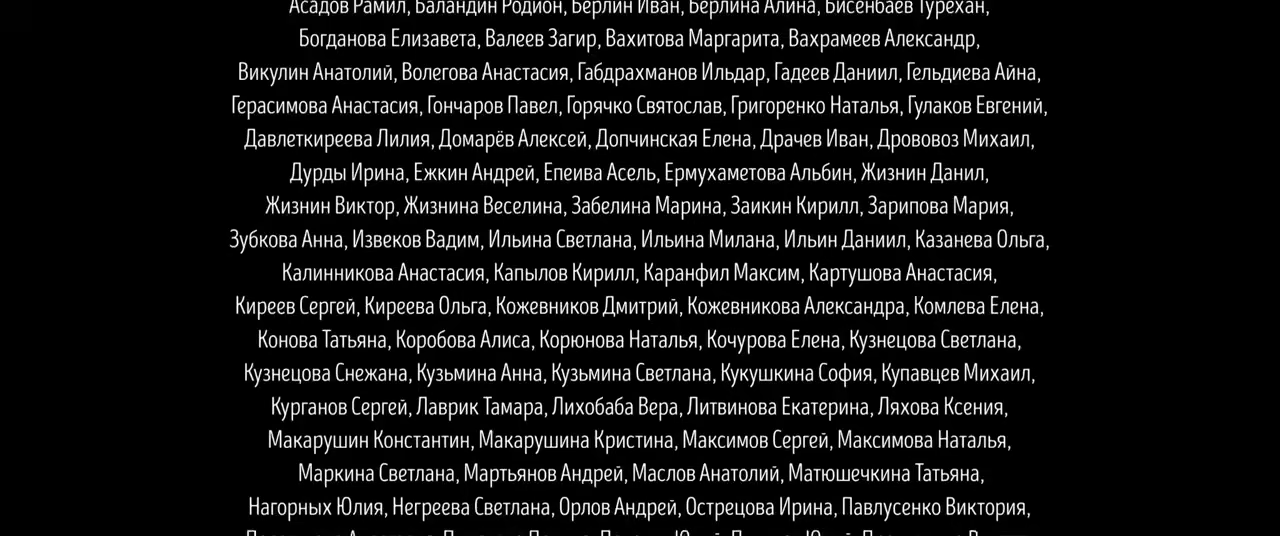 Асадов Рамил, Баландин Родион, Берлин Иван, Берлина Алина, Бисенбаев Турехан,
Богданова Елизавета, Валеев Загир, Вахитова Маргарита, Вахрамеев Александр,
Викулин Анатолий, Волегова Анастасия, Габдрахманов Ильдар, Гадеев Даниил, Гельдиева Айна,
Герасимова Анастасия, Гончаров Павел, Горячко Святослав, Григоренко Наталья, Гулаков Евгений,
Давлеткиреева Лилия, Домарёв Алексей, Допчинская Елена, Драчев Иван, Дрововоз Михаил,
Дурды Ирина, Ежкин Андрей, Епеива Асель, Ермухаметова Альбин, Жизнин Данил,
Жизнин Виктор, Жизнина Веселина, Забелина Марина, Заикин Кирилл, Зарипова Мария,
Зубкова Анна, Извеков Вадим, Ильина Светлана, Ильина Милана, Ильин Даниил, Казанева Ольга,
Калинникова Анастасия, Капылов Кирилл, Каранфил Максим, Картушова Анастасия,
Киреев Сергей, Киреева Ольга, Кожевников Дмитрий, Кожевникова Александра, Комлева Елена,
Конова Татьяна, Коробова Алиса, Корюнова Наталья, Кочурова Елена, Кузнецова Светлана,
Кузнецова Снежана, Кузьмина Анна, Кузьмина Светлана, Кукушкина София, Купавцев Михаил,
Курганов Сергей, Лаврик Тамара, Лихобаба Вера, Литвинова Екатерина, Ляхова Ксения,
Макарушин Константин, Макарушина Кристина, Максимов Сергей, Максимова Наталья,
Маркина Светлана, Мартьянов Андрей, Маслов Анатолий, Матюшечкина Татьяна,
Нагорных Юлия, Негреева Светлана, Орлов Андрей, Острецова Ирина, Павлусенко Виктория,